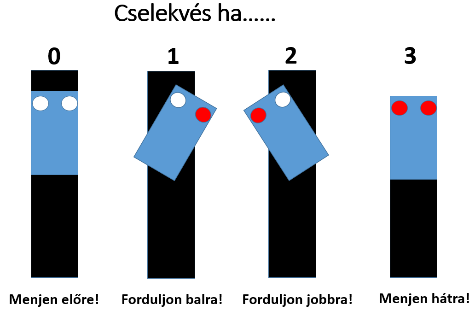 Cselekvés ha......
0 1 2 3
Menjen előre! Forduljon balra! Forduljon jobbra! Menjen hátra!